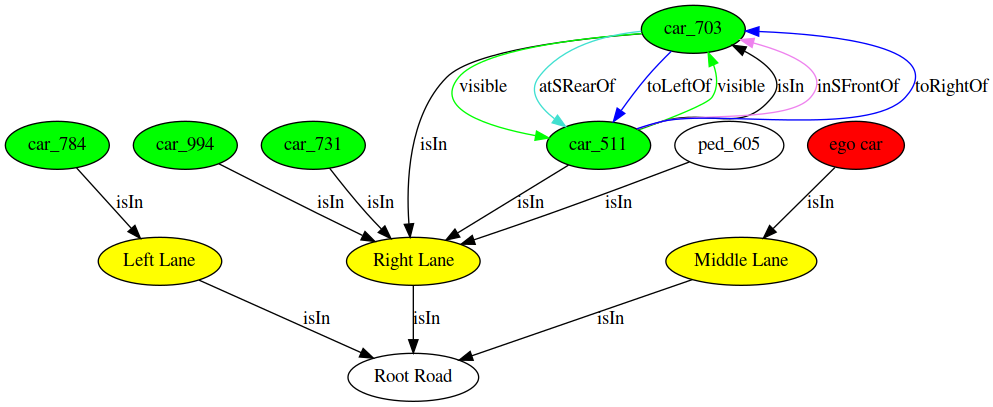 car_703
visible
atSRearOf
toLeftOf
visible
isIn
inSFrontOf
toRightOf
car_784
car_994
car_731
isIn
car_511
ped_605
ego car
isIn
isIn
isIn
isIn
isIn
isIn
Left Lane
Right Lane
Middle Lane
isIn
isIn
isIn
Root Road